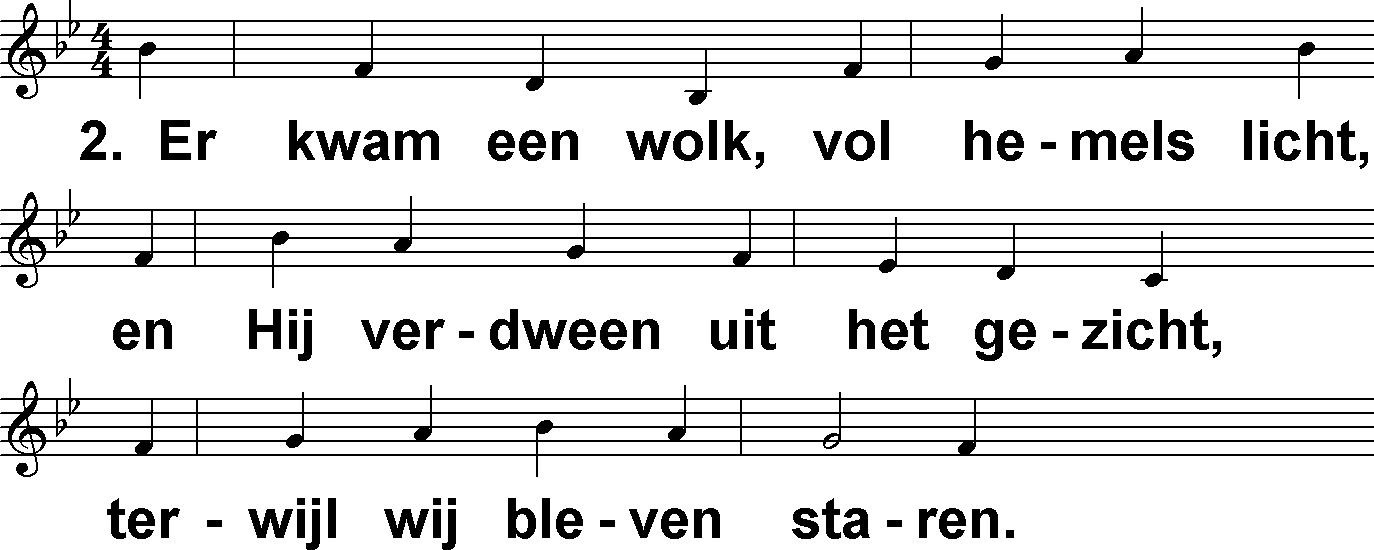 2. Er kwam een wolk, vol he - mels licht,
en Hij ver - dween uit het ge - zicht,
ter - wijl wij ble - ven sta - ren.